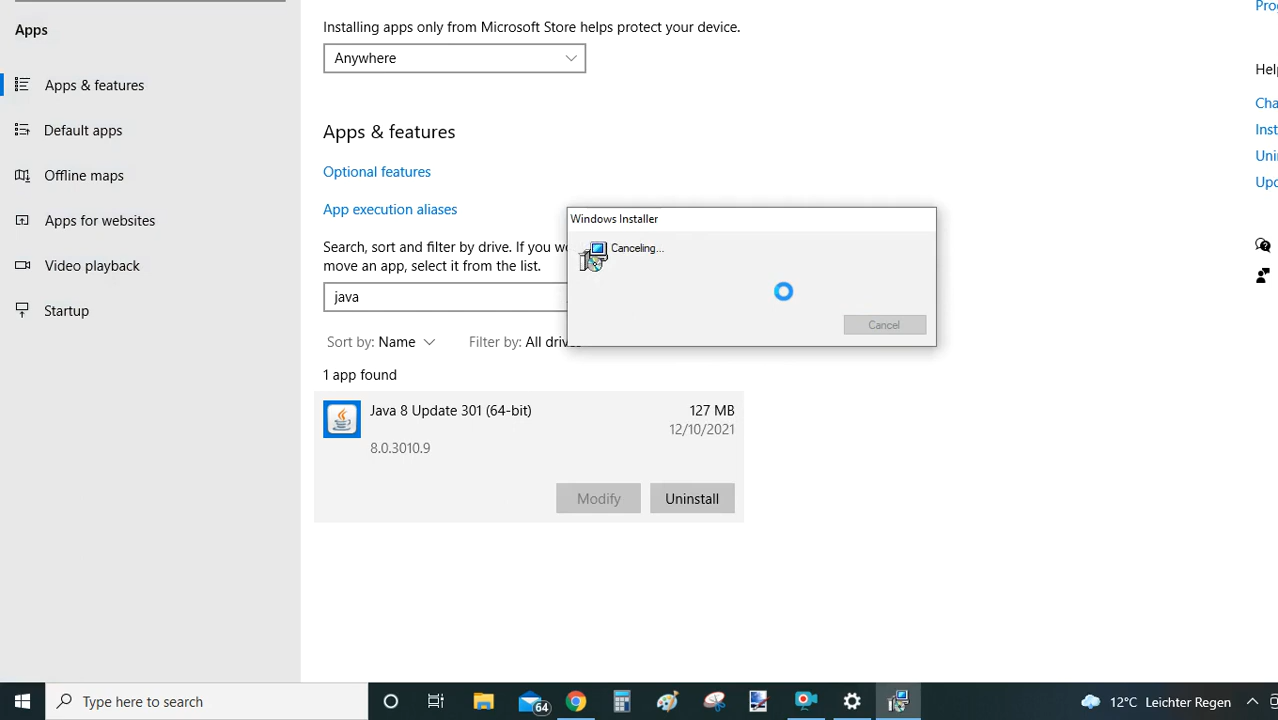 Apps
Apps & features
Default apps
Offline maps
Apps for websites
Video playback
Startup
Installing apps only from Microsoft Store helps protect your device.
Anywhere
Apps & features
Optional features
App execution aliases
Search, sort and filter by drive. If you
move an app, select it from the list.
java
Sort by: Name
Filter by: All
1 app found
Java 8 Update 301 (64-bit)
127 MB
12/10/2021
8.0.3010.9
Modify
Uninstall
Windows Installer
Canceling...
Cancel
Type here to search
64
12°C Leichter Regen